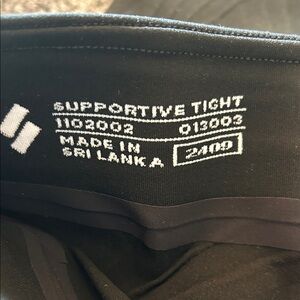 SUPPORTIVE TIGHT
1102002 013003
MADE IN
SRI LANKA 2409